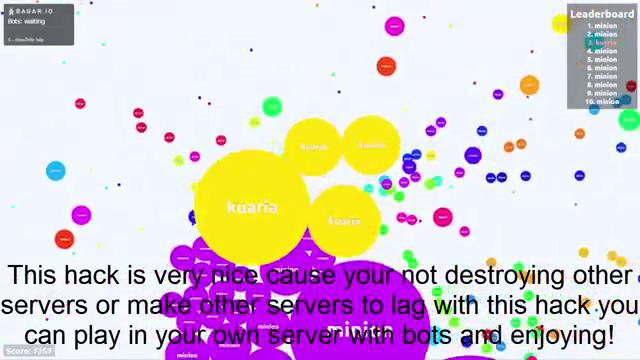 BAGAR.IO
Bots: waiting
Leaderboard
1. minion
2. minion
3. kuaria
4. minion
5. minion
6. minion
7. minion
8. minion
9. minion
10. minion
kuaria
kuaria
kuaria
kuaria
This hack is very nice cause your not destroying other
servers or make other servers to lag with this hack you
can play in your own server with bots and enjoying!
minion
minion
Score: 7357